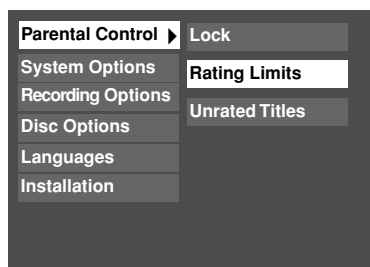 Parental Control
System Options
Recording Options
Disc Options
Languages
Installation
Lock
Rating Limits
Unrated Titles